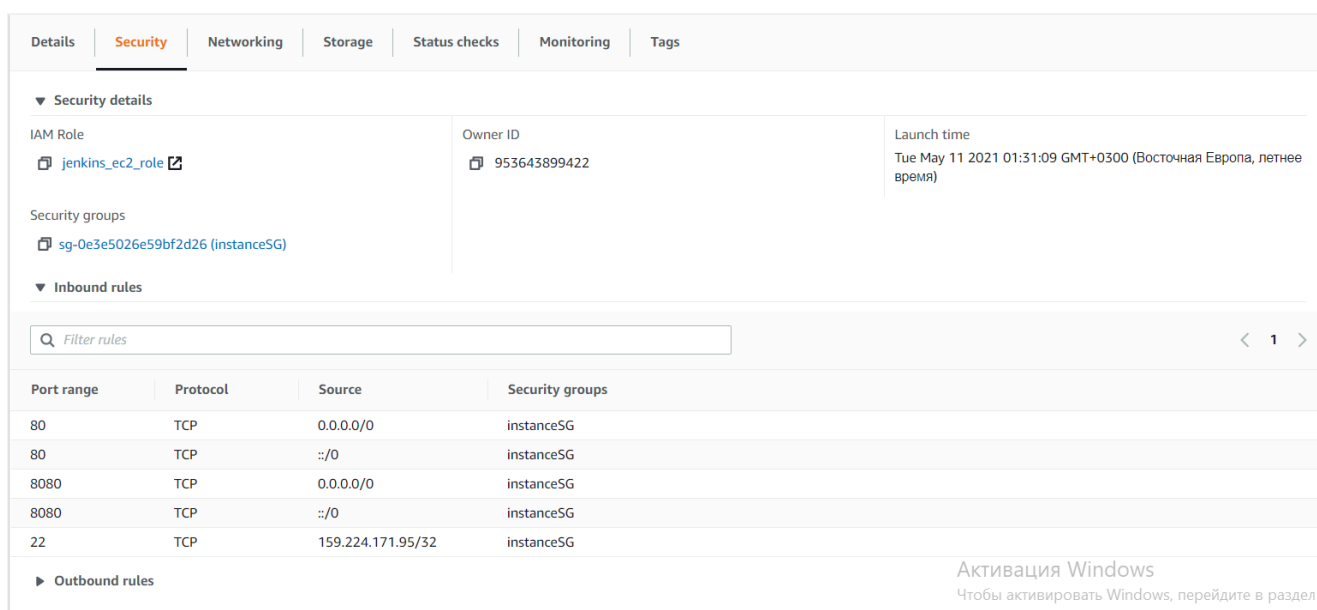 Details Security Networking Storage Status checks Monitoring Tags
Security details
IAM Role Owner ID Launch time
jenkins_ec2_role 953643899422 Tue May 11 2021 01:31:09 GMT+0300 (Восточная Европа, летнее
время)
Security groups
sg-0e3e5026e59bf2d26 (instanceSG)
Inbound rules
Filter rules 1
Port range Protocol Source Security groups
80 TCP 0.0.0.0/0 instanceSG
80 TCP ::/0 instanceSG
8080 TCP 0.0.0.0/0 instanceSG
8080 TCP ::/0 instanceSG
22 TCP 159.224.171.95/32 instanceSG
Outbound rules
Активация Windows
Чтобы активировать Windows, перейдите в раздел